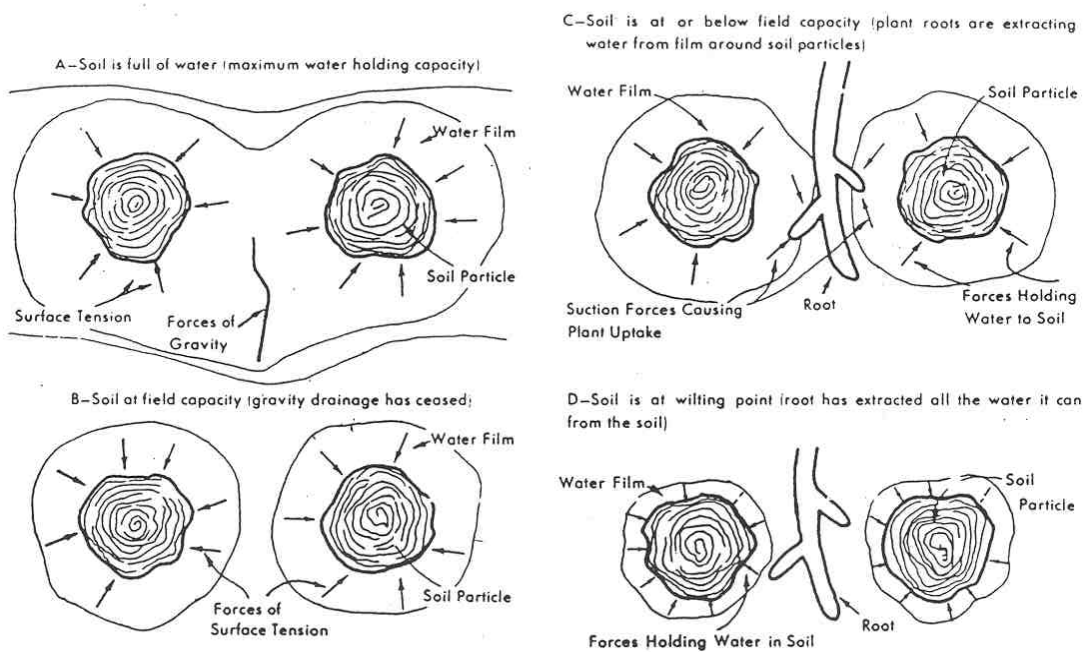 A–Soil is full of water (maximum water holding capacity)
Water Film
Soil Particle
Surface Tension
Forces of
Gravity
B–Soil at field capacity (gravity drainage has ceased)
Water Film
Soil Particle
Forces of
Surface Tension
C–Soil is at or below field capacity (plant roots are extracting
water from film around soil particles)
Water Film
Soil Particle
Suction Forces Causing
Plant Uptake
Root
Forces Holding
Water to Soil
D–Soil is at wilting point (root has extracted all the water it can
from the soil)
Water Film
Soil
Particle
Root
Forces Holding Water in Soil